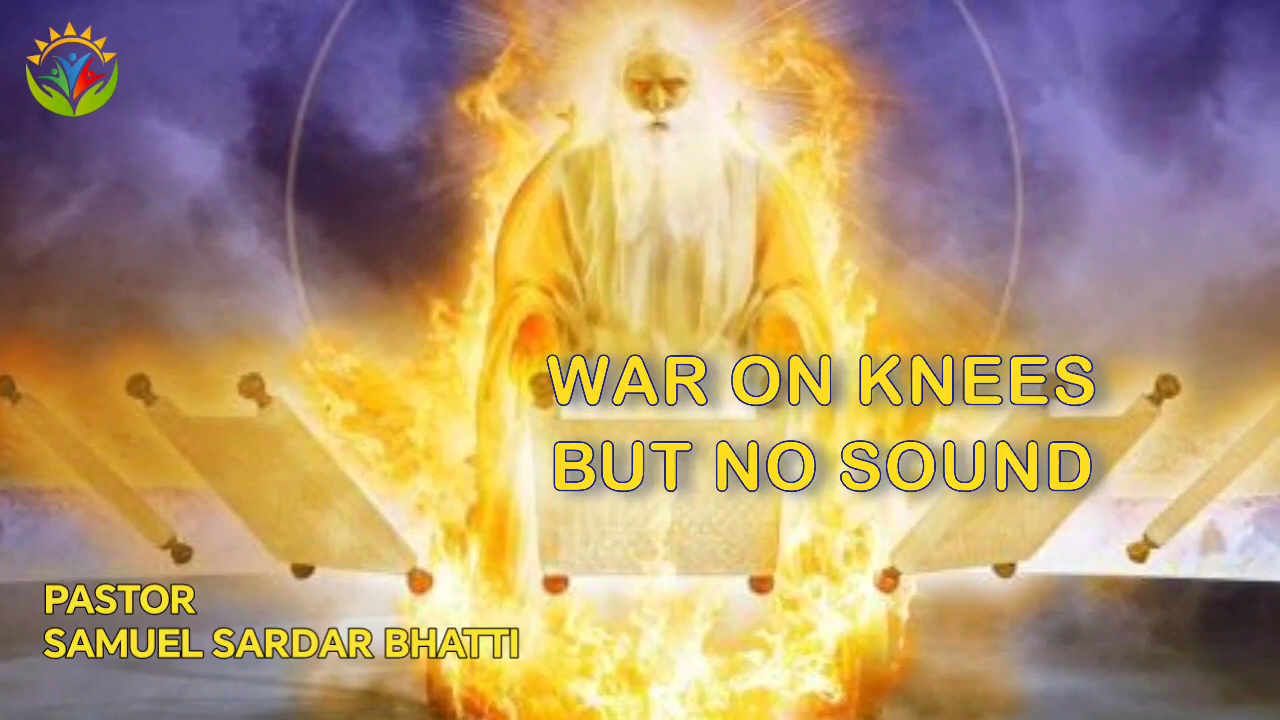 WAR ON KNEES
BUT NO SOUND
PASTOR
SAMUEL SARDAR BHATTI